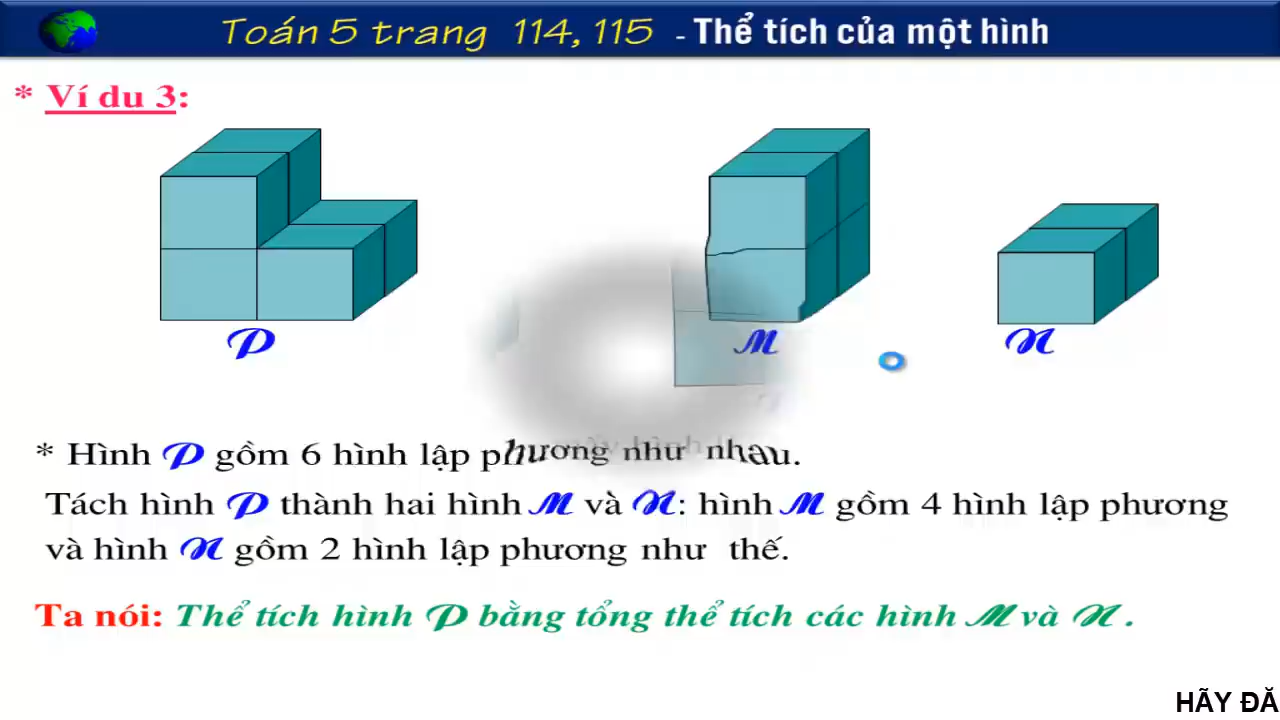 Toán 5 trang 114, 115 - Thể tích của một hình
* Ví du 3:
P M N
* Hình P gồm 6 hình lập phương như nhau.
Tách hình P thành hai hình M và N: hình M gồm 4 hình lập phương
và hình N gồm 2 hình lập phương như thế.
Ta nói: Thể tích hình P bằng tổng thể tích các hình M và N.
HÃY ĐĂ